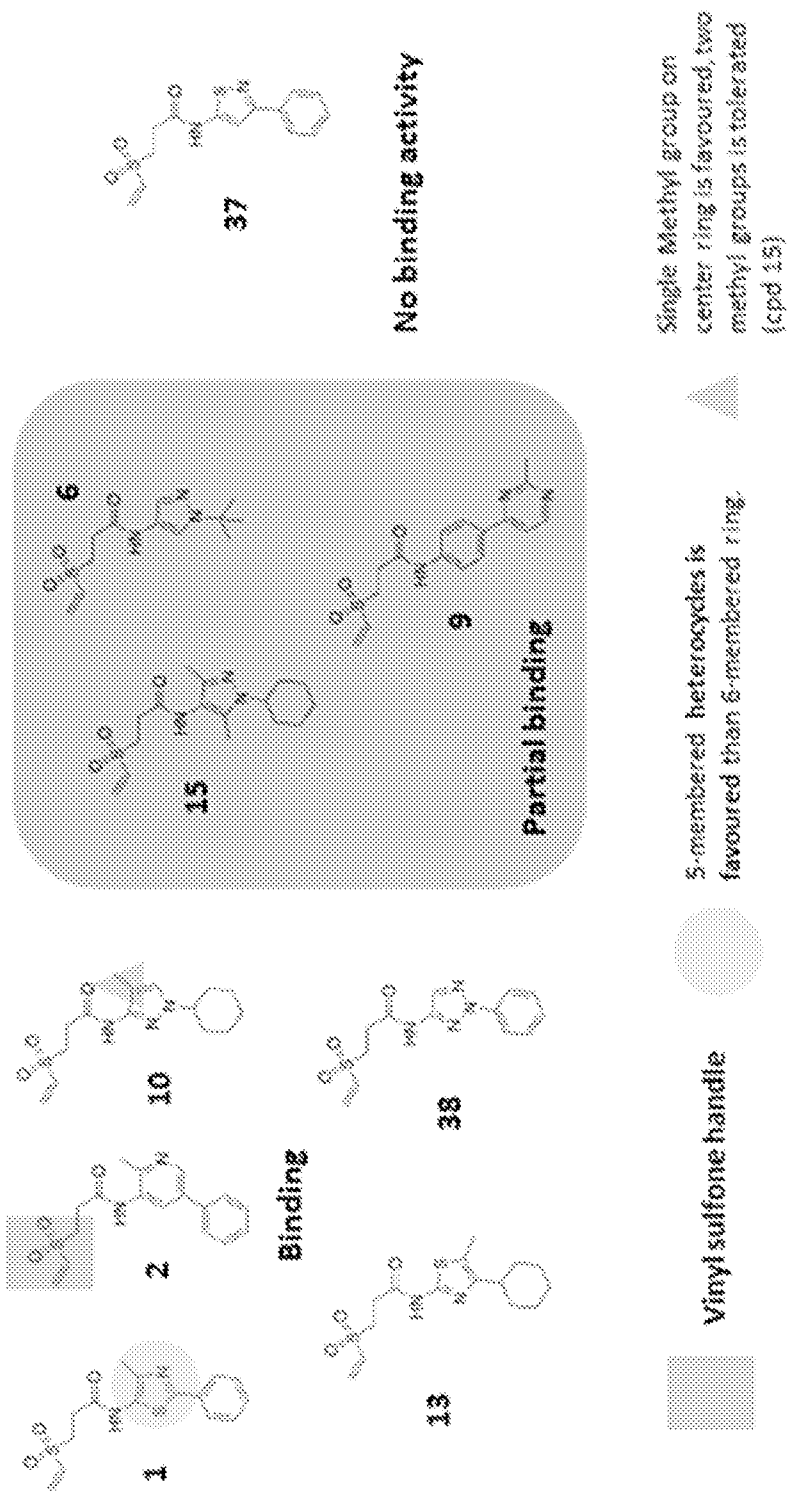 1
2
10
13
38
Binding
15
6
9
Partial binding
37
No binding activity
Vinyl sulfone handle
5-membered heterocycles is
favoured than 6-membered ring.
Single Methyl group on
center ring is favoured, two
methyl groups is tolerated
(cpd 15)